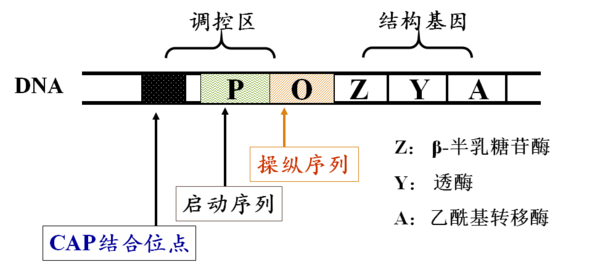 调控区 结构基因
DNA P O Z Y A
操纵序列
启动序列
CAP结合位点
Z: β-半乳糖苷酶
Y: 透酶
A: 乙酰基转移酶